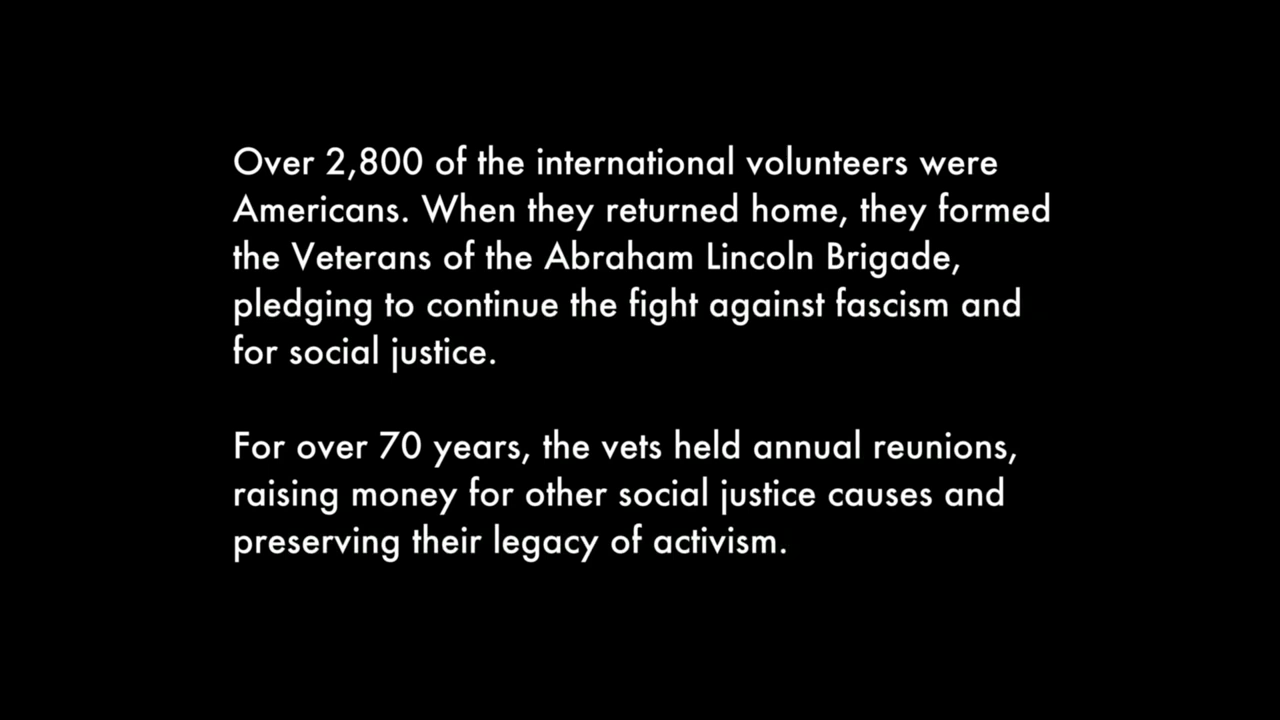 Over 2,800 of the international volunteers were
Americans. When they returned home, they formed
the Veterans of the Abraham Lincoln Brigade,
pledging to continue the fight against fascism and
for social justice.
For over 70 years, the vets held annual reunions,
raising money for other social justice causes and
preserving their legacy of activism.